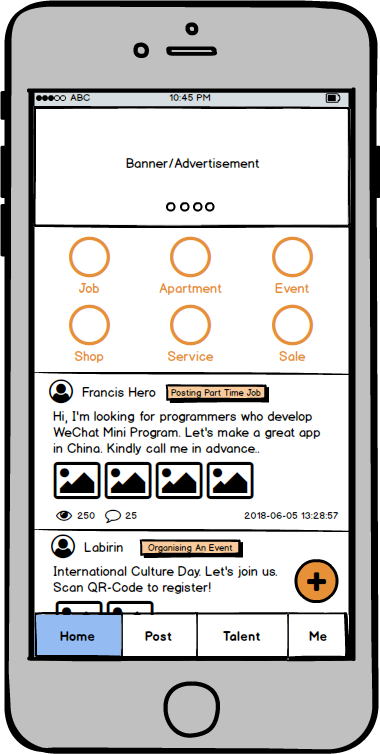 ABC 10:45 PM
Banner/Advertisement
Job Apartment Event
Shop Service Sale
Francis Hero Posting Part Time Job
Hi, I'm looking for programmers who develop
WeChat Mini Program. Let's make a great app
in China. Kindly call me in advance..
250 25 2018-06-05 13:28:57
Labirin Organising An Event
International Culture Day. Let's join us.
Scan QR-Code to register!
Home Post Talent Me